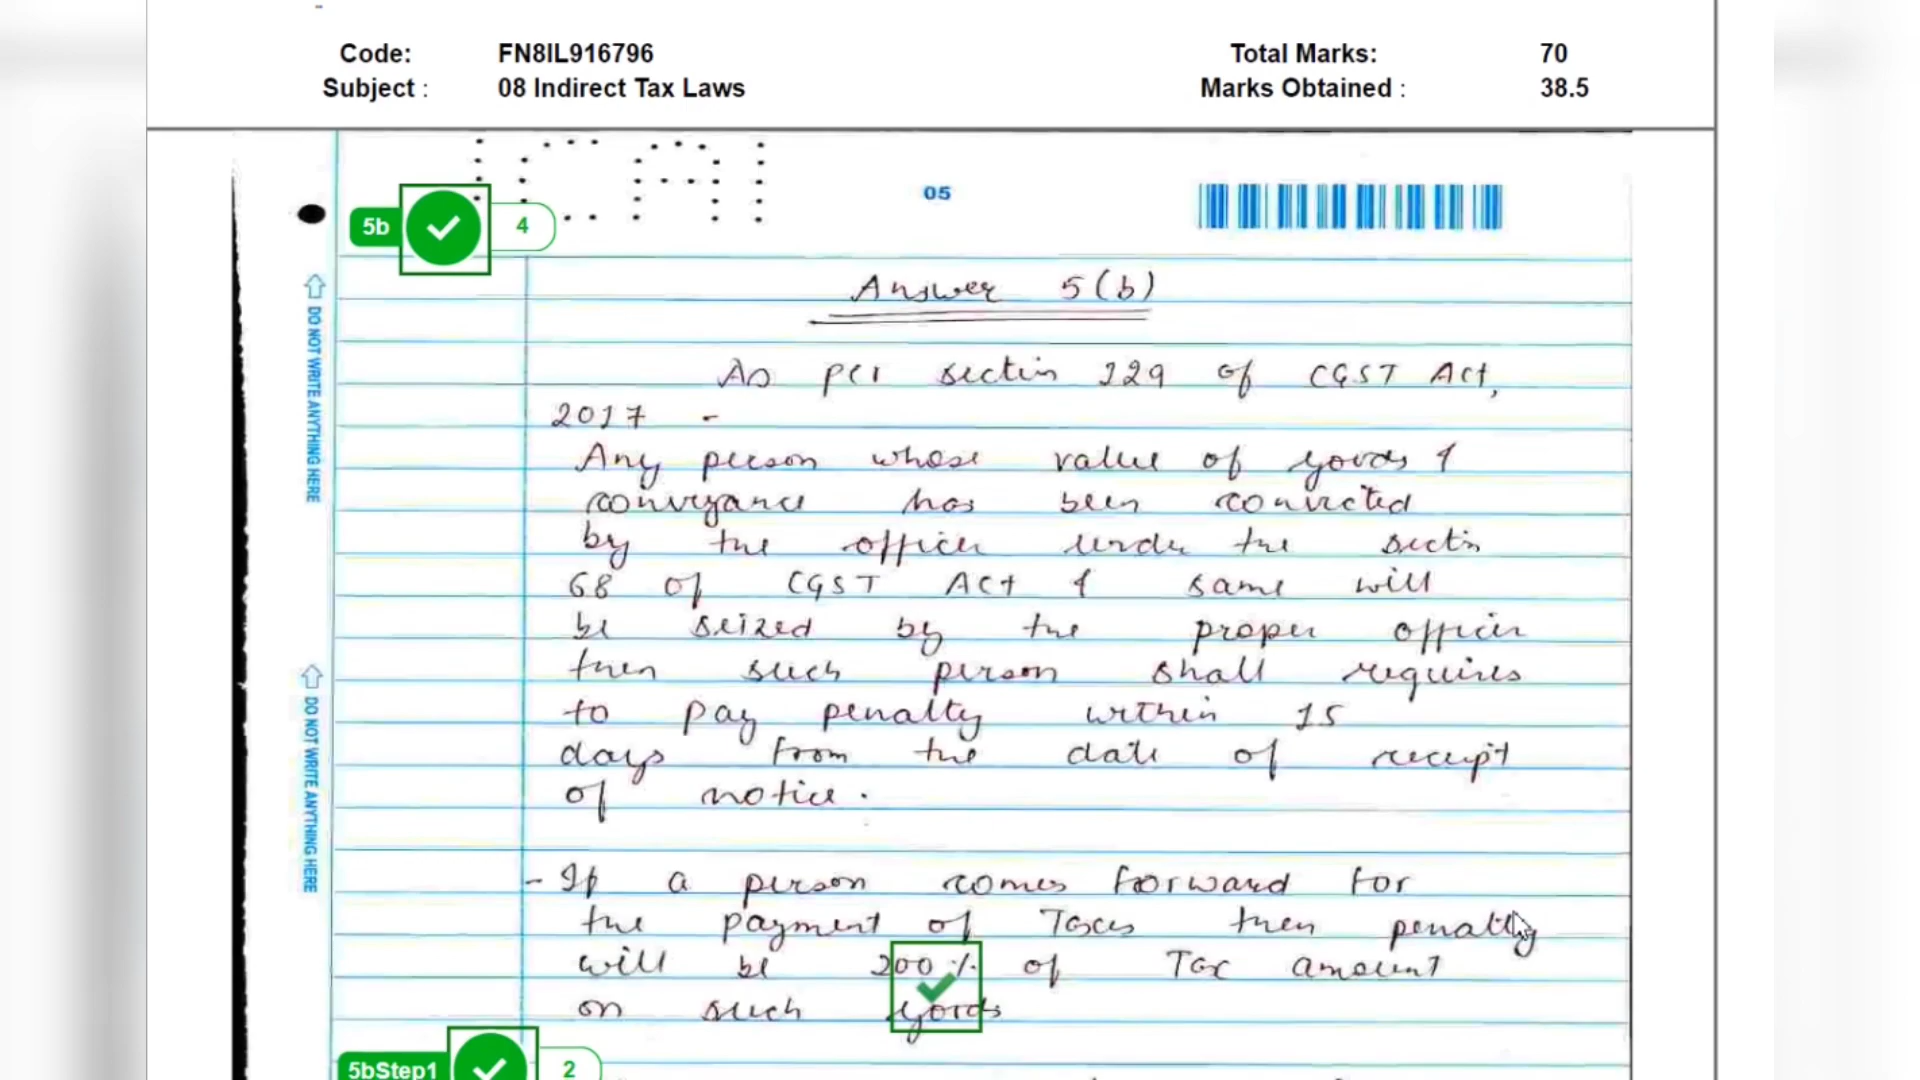 Code: FN8IL916796 Total Marks: 70
Subject : 08 Indirect Tax Laws Marks Obtained : 38.5
ICAI
05
5b 4
Answer 5(b)
As per section 129 of CGST Act,
2017 -
Any person whose value of goods &
conveyance has been convicted
by the officer under the sectin
68 of CGST Act & same will
be seized by the proper officer
then such person shall requires
to pay penalty within 15
days from the date of receipt
of notice.
- If a person comes forward for
the payment of Taxes then penalty
will be 200 % of Tax amount
on such goods
5bStep1 2
DO NOT WRITE ANYTHING HERE
DO NOT WRITE ANYTHING HERE